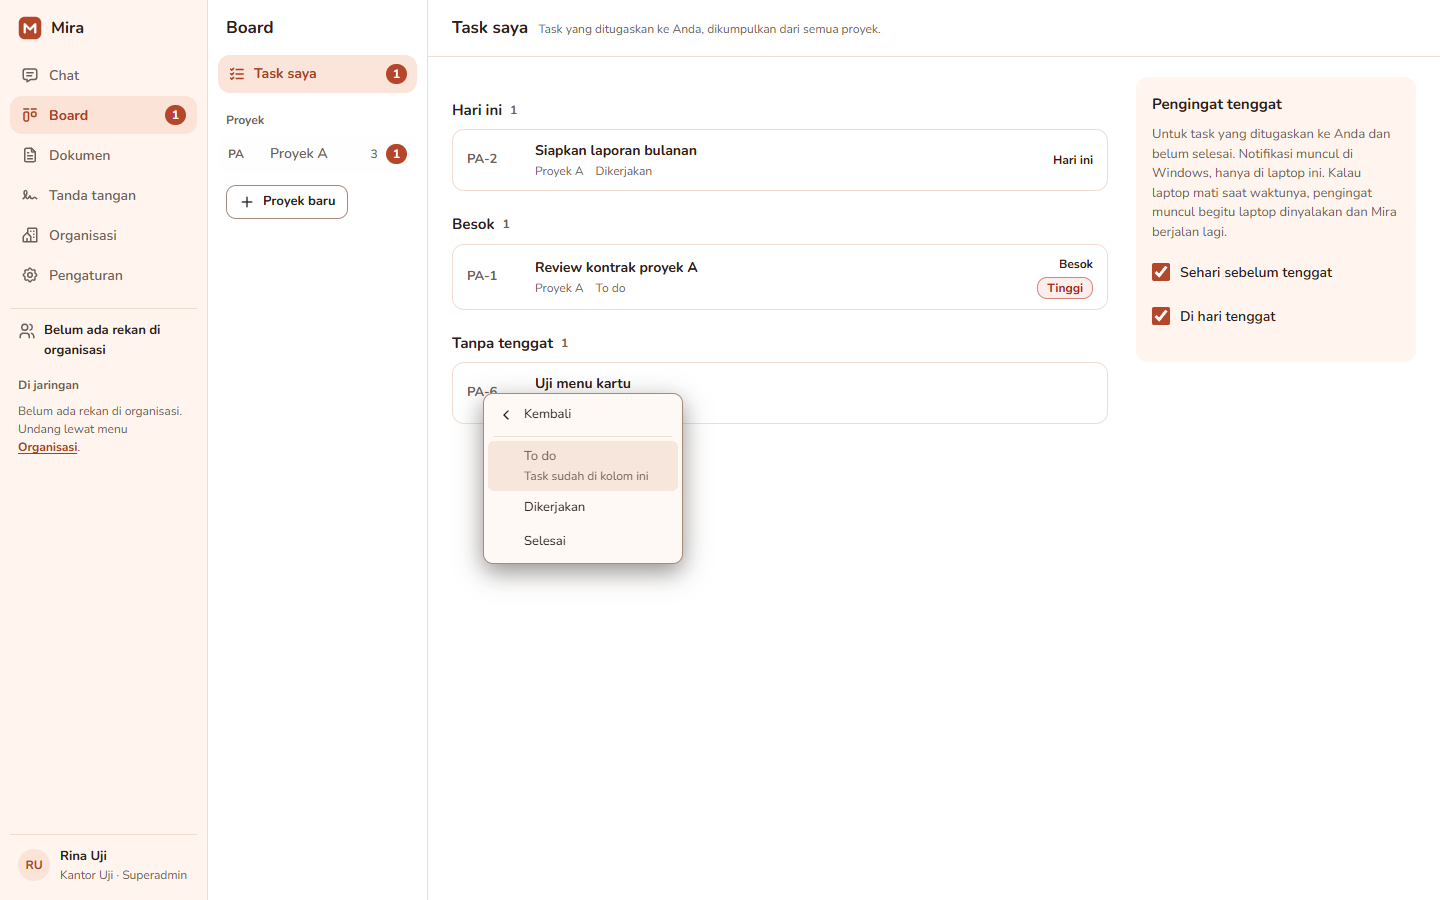 Mira
Chat
Board 1
Dokumen
Tanda tangan
Organisasi
Pengaturan
Belum ada rekan di
organisasi
Di jaringan
Belum ada rekan di organisasi.
Undang lewat menu
Organisasi.
RU
Rina Uji
Kantor Uji · Superadmin
Board
Task saya 1
Proyek
PA Proyek A 3 1
Proyek baru
Task saya Task yang ditugaskan ke Anda, dikumpulkan dari semua proyek.
Hari ini 1
PA-2 Siapkan laporan bulanan Hari ini
Proyek A Dikerjakan
Besok 1
PA-1 Review kontrak proyek A Besok
Proyek A To do Tinggi
Tanpa tenggat 1
PA-6 Uji menu kartu
Kembali
To do
Task sudah di kolom ini
Dikerjakan
Selesai
Pengingat tenggat
Untuk task yang ditugaskan ke Anda dan
belum selesai. Notifikasi muncul di
Windows, hanya di laptop ini. Kalau
laptop mati saat waktunya, pengingat
muncul begitu laptop dinyalakan dan Mira
berjalan lagi.
Sehari sebelum tenggat
Di hari tenggat